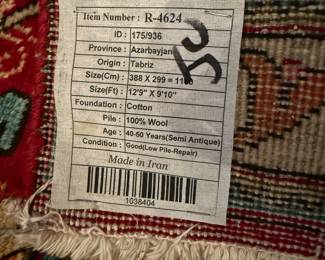 Item Number : R-4624
ID : 175/936
Province : Azarbayjan
Origin : Tabriz
Size(Cm) : 388 X 299 =
Size(Ft) : 12'9" X 9'10"
Foundation : Cotton
Pile : 100% Wool
Age : 40-50 Years(Semi Antique)
Condition : Good(Low Pile-Repair)
Made in Iran
1038404